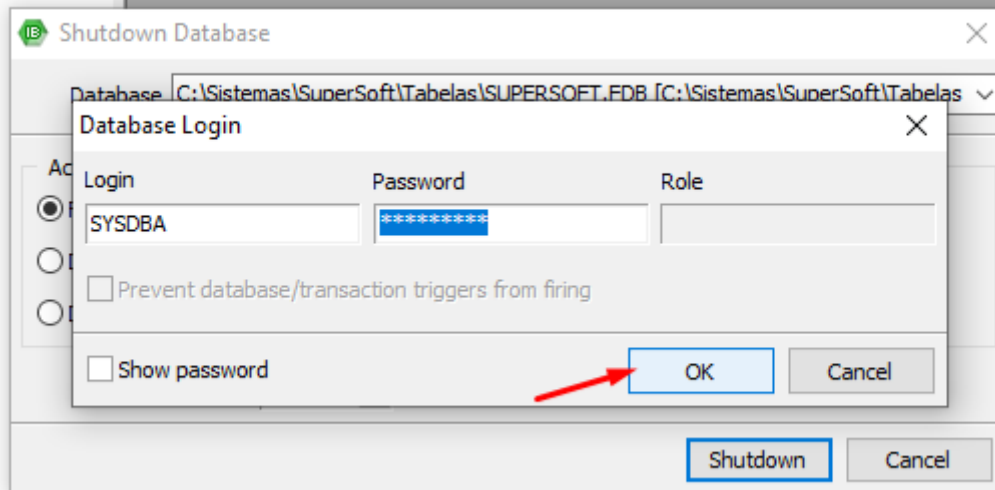 IB Shutdown Database
Database C:\Sistemas\SuperSoft\Tabelas\SUPERSOFT.FDB [C:\Sistemas\SuperSoft\Tabelas
Database Login
Login Password Role
SYSDBA *********
Prevent database/transaction triggers from firing
Show password OK Cancel
Shutdown Cancel